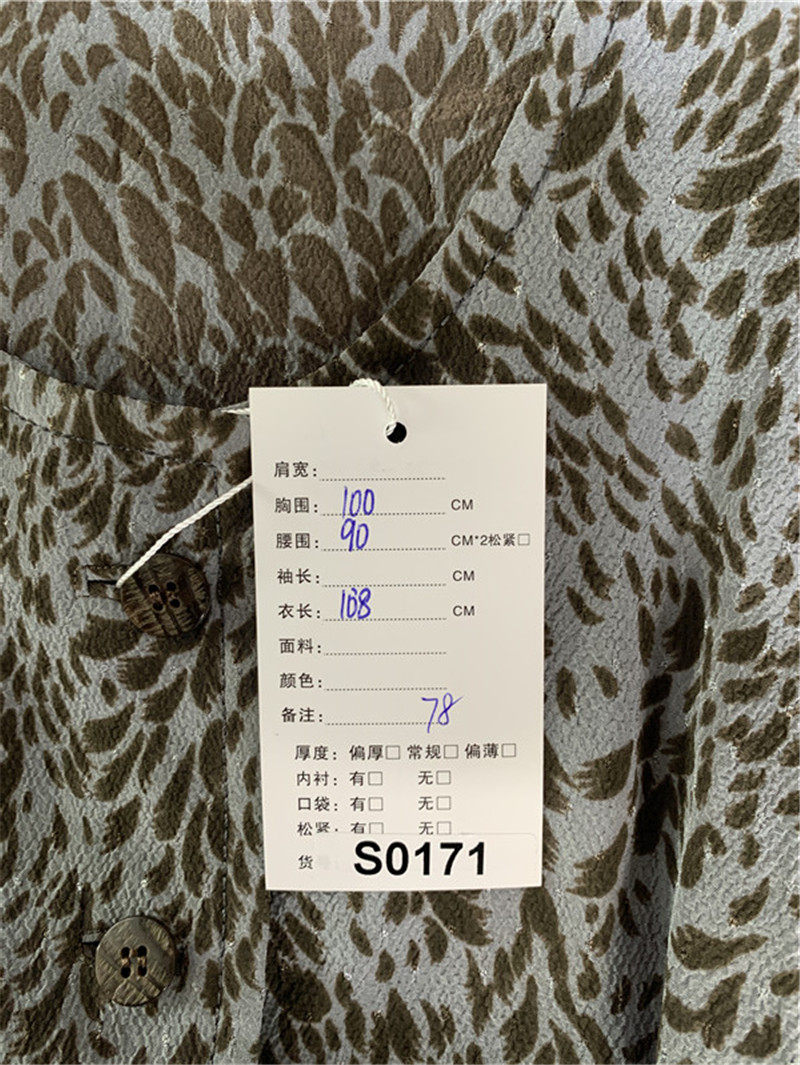 肩宽：
胸围：100 CM
腰围：90 CM*2松紧□
袖长： CM
衣长：108 CM
面料：
颜色：
备注：78
厚度：偏厚□ 常规□ 偏薄□
内衬：有□ 无□
口袋：有□ 无□
松紧：有□ 无□
货 S0171